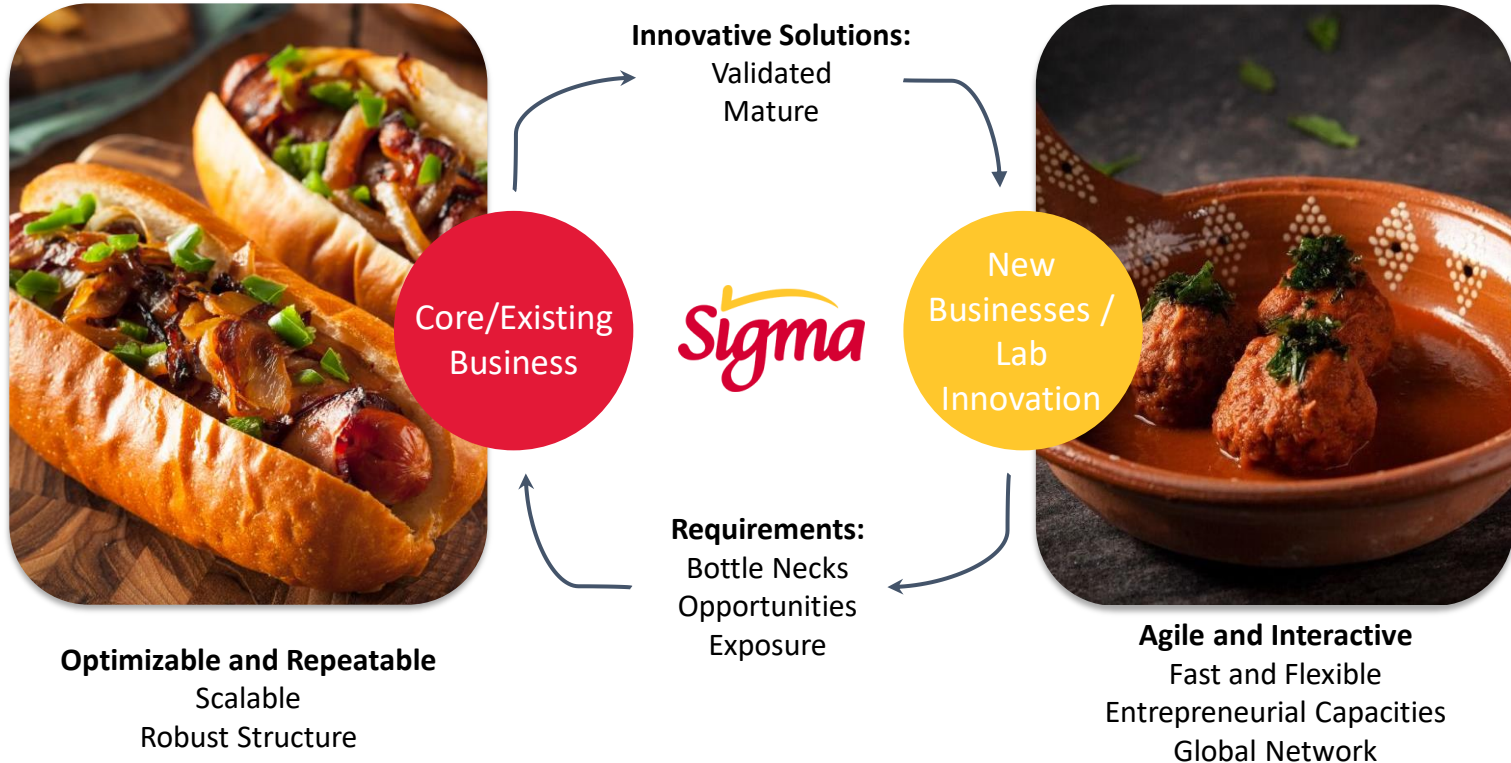 Innovative Solutions:
Validated
Mature
Core/Existing
Business
Sigma
New
Businesses /
Lab
Innovation
Requirements:
Bottle Necks
Opportunities
Exposure
Optimizable and Repeatable
Scalable
Robust Structure
Agile and Interactive
Fast and Flexible
Entrepreneurial Capacities
Global Network